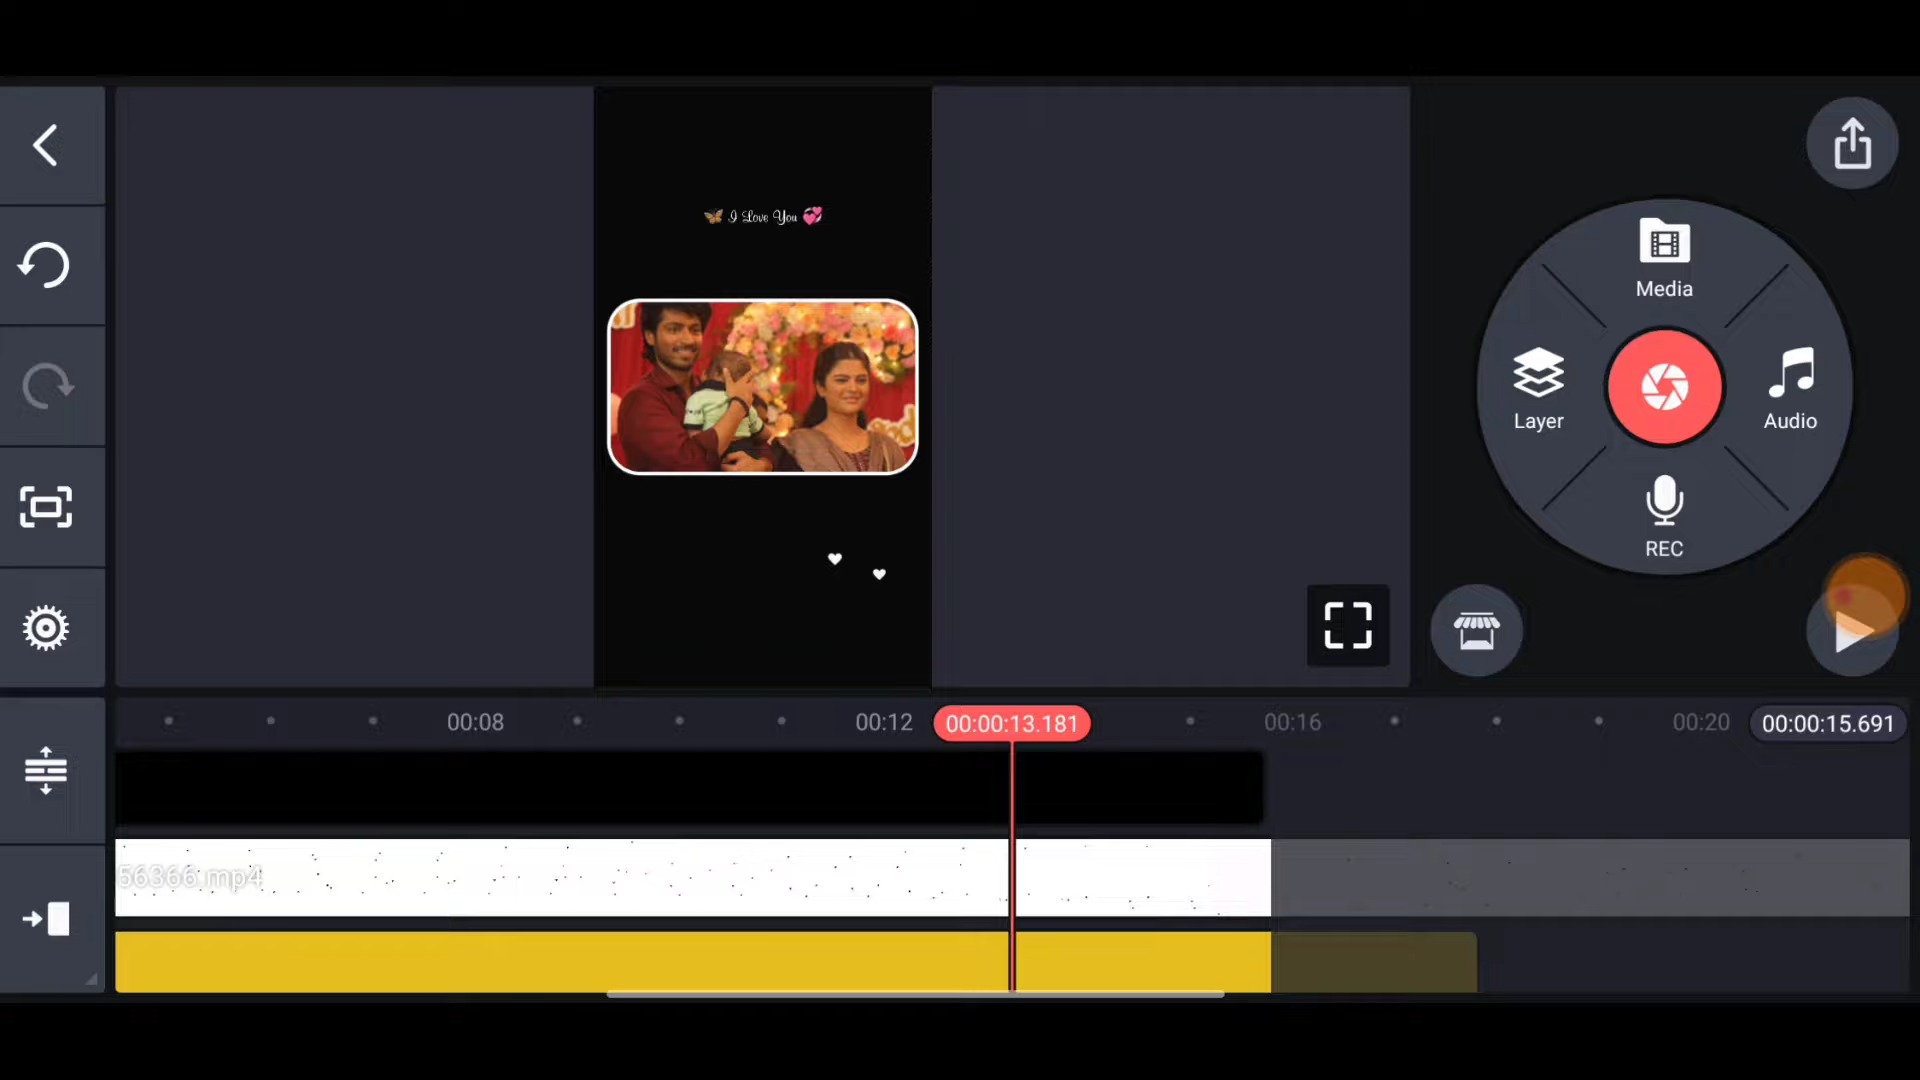 🦋 I Love You 💞
Media
Layer
Audio
REC
00:08
00:12
00:00:13.181
00:16
00:20
00:00:15.691
56366.mp4